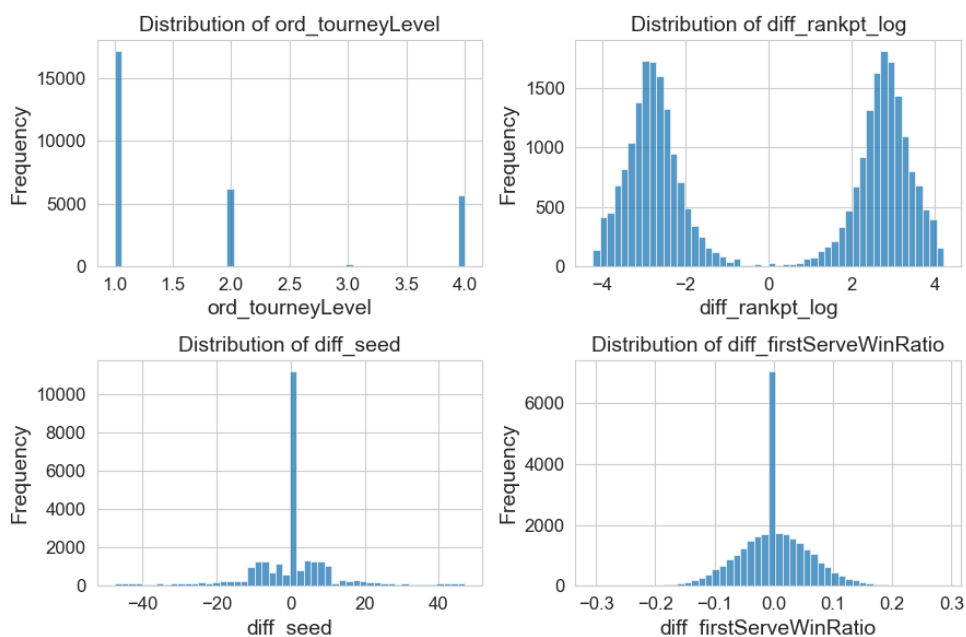 Distribution of ord_tourneyLevel
Frequency
15000
10000
5000
0
1.0 1.5 2.0 2.5 3.0 3.5 4.0
ord_tourneyLevel
Distribution of diff_rankpt_log
Frequency
1500
1000
500
0
−4 −2 0 2 4
diff_rankpt_log
Distribution of diff_seed
Frequency
10000
8000
6000
4000
2000
0
−40 −20 0 20 40
diff_seed
Distribution of diff_firstServeWinRatio
Frequency
6000
4000
2000
0
−0.3 −0.2 −0.1 0.0 0.1 0.2 0.3
diff_firstServeWinRatio